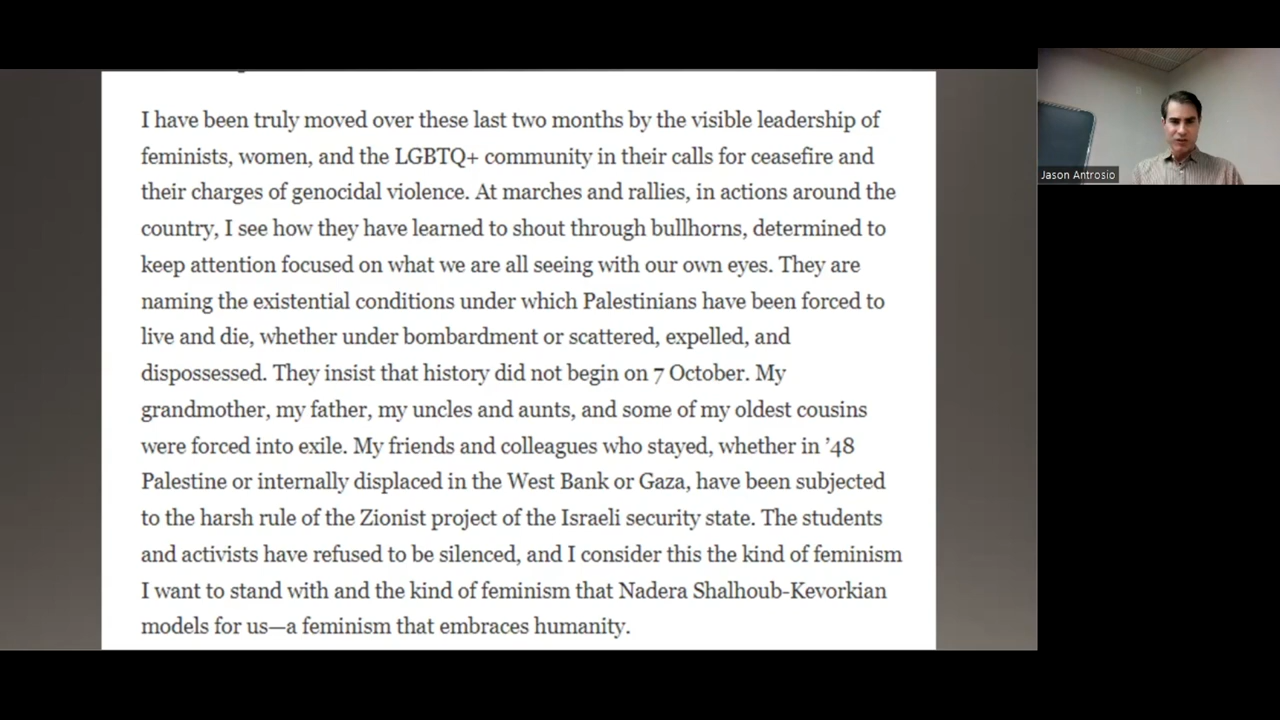 I have been truly moved over these last two months by the visible leadership of
feminists, women, and the LGBTQ+ community in their calls for ceasefire and
their charges of genocidal violence. At marches and rallies, in actions around the
country, I see how they have learned to shout through bullhorns, determined to
keep attention focused on what we are all seeing with our own eyes. They are
naming the existential conditions under which Palestinians have been forced to
live and die, whether under bombardment or scattered, expelled, and
dispossessed. They insist that history did not begin on 7 October. My
grandmother, my father, my uncles and aunts, and some of my oldest cousins
were forced into exile. My friends and colleagues who stayed, whether in ’48
Palestine or internally displaced in the West Bank or Gaza, have been subjected
to the harsh rule of the Zionist project of the Israeli security state. The students
and activists have refused to be silenced, and I consider this the kind of feminism
I want to stand with and the kind of feminism that Nadera Shalhoub-Kevorkian
models for us—a feminism that embraces humanity.
Jason Antrosio